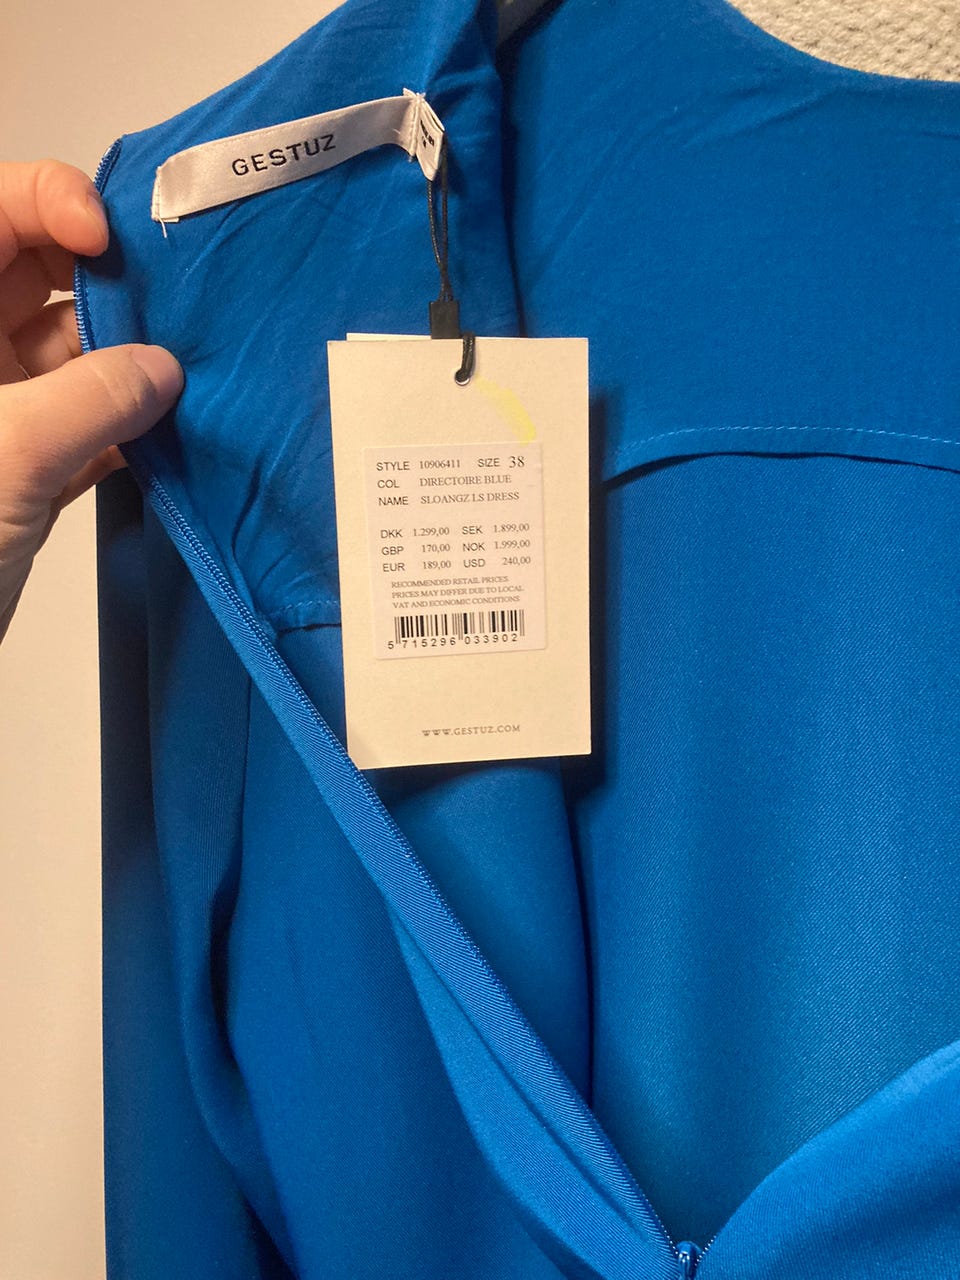 GESTUZ
STYLE 10906411 SIZE 38
COL DIRECTOIRE BLUE
NAME SLOANGZ LS DRESS
DKK 1.299,00 SEK 1.899,00
GBP 170,00 NOK 1.999,00
EUR 189,00 USD 240,00
RECOMMENDED RETAIL PRICES
PRICES MAY DIFFER DUE TO LOCAL
VAT AND ECONOMIC CONDITIONS
5 715296 033902
WWW.GESTUZ.COM